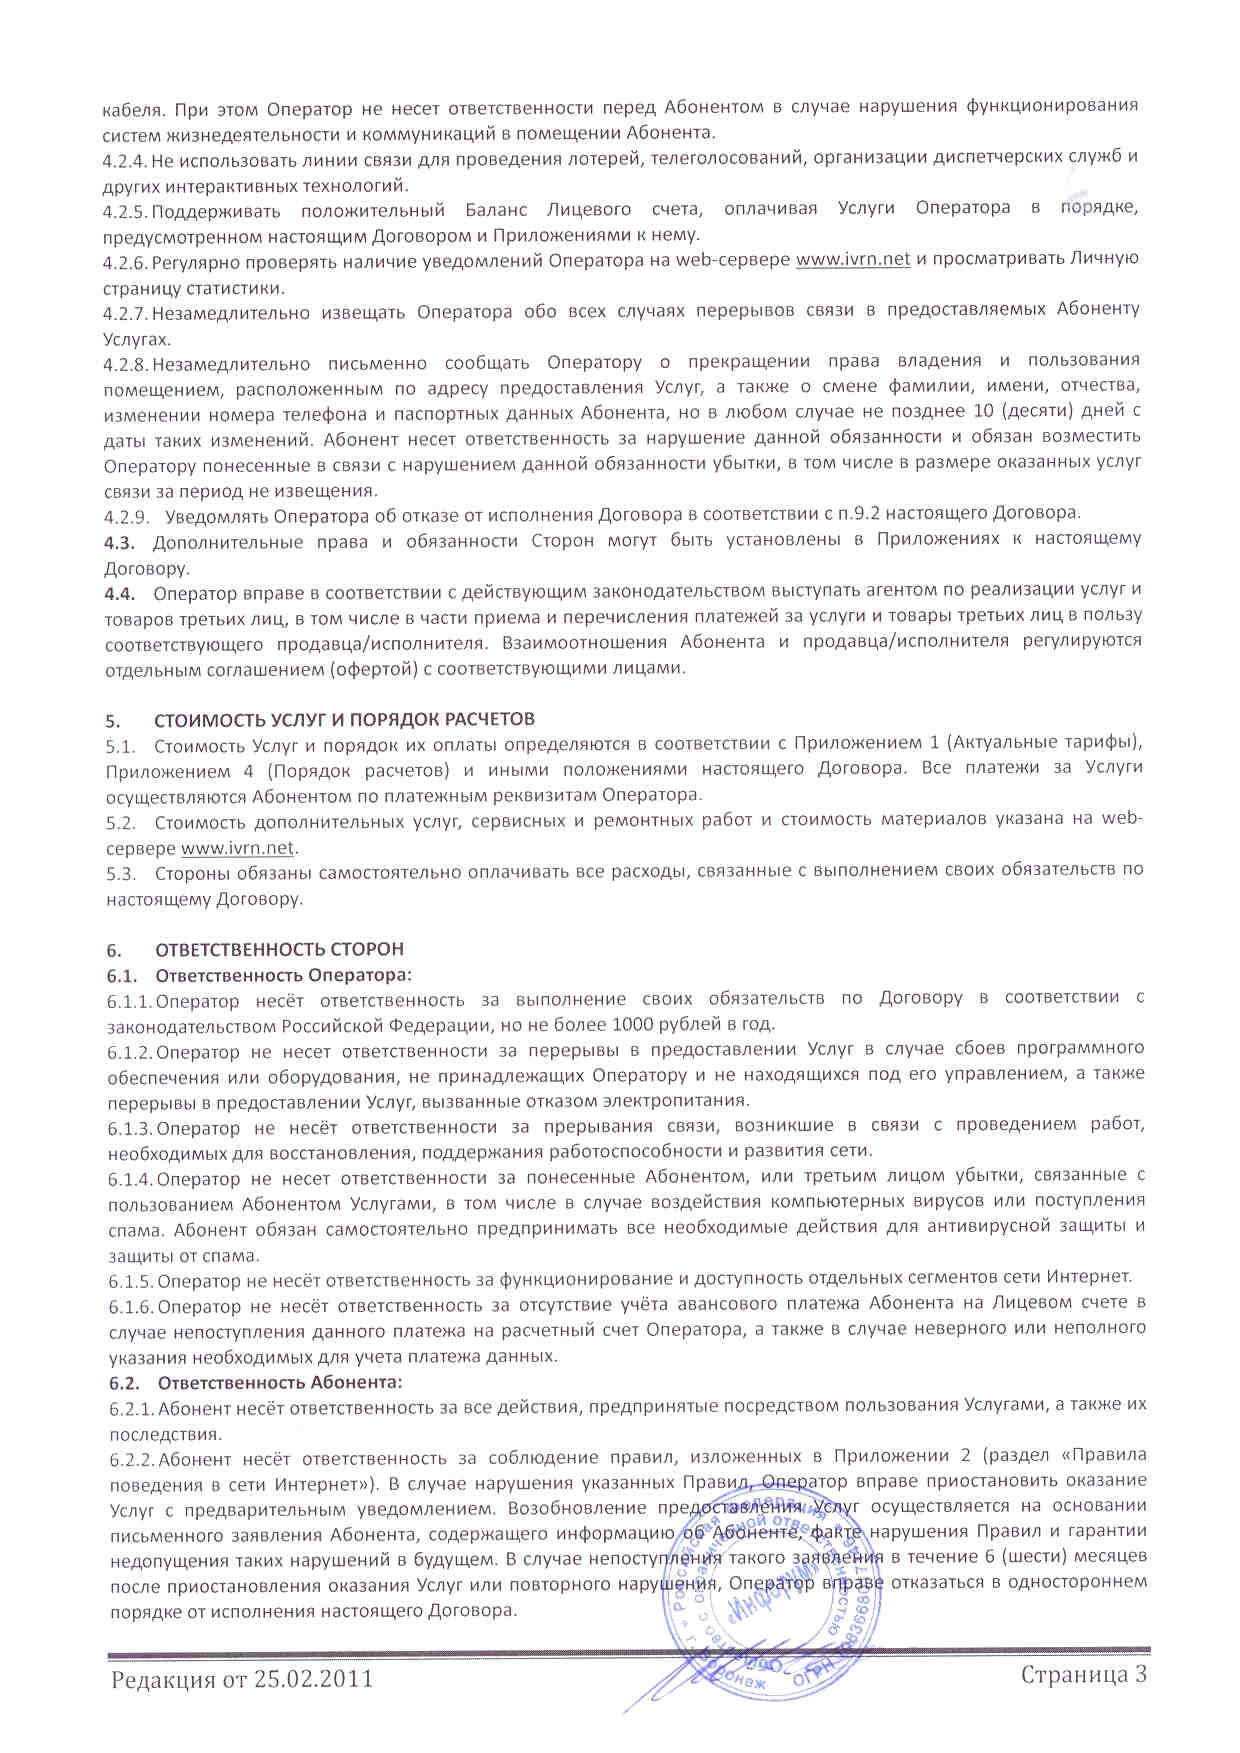 кабеля. При этом Оператор не несет ответственности перед Абонентом в случае нарушения функционирования
систем жизнедеятельности и коммуникаций в помещении Абонента.
4.2.4. Не использовать линии связи для проведения лотерей, телеголосований, организации диспетчерских служб и
других интерактивных технологий.
4.2.5. Поддерживать положительный Баланс Лицевого счета, оплачивая Услуги Оператора в порядке,
предусмотренном настоящим Договором и Приложениями к нему.
4.2.6. Регулярно проверять наличие уведомлений Оператора на web-сервере www.ivrn.net и просматривать Личную
страницу статистики.
4.2.7. Незамедлительно извещать Оператора обо всех случаях перерывов связи в предоставляемых Абоненту
Услугах.
4.2.8. Незамедлительно письменно сообщать Оператору о прекращении права владения и пользования
помещением, расположенным по адресу предоставления Услуг, а также о смене фамилии, имени, отчества,
изменении номера телефона и паспортных данных Абонента, но в любом случае не позднее 10 (десяти) дней с
даты таких изменений. Абонент несет ответственность за нарушение данной обязанности и обязан возместить
Оператору понесенные в связи с нарушением данной обязанности убытки, в том числе в размере оказанных услуг
связи за период не извещения.
4.2.9. Уведомлять Оператора об отказе от исполнения Договора в соответствии с п.9.2 настоящего Договора.
4.3. Дополнительные права и обязанности Сторон могут быть установлены в Приложениях к настоящему
Договору.
4.4. Оператор вправе в соответствии с действующим законодательством выступать агентом по реализации услуг и
товаров третьих лиц, в том числе в части приема и перечисления платежей за услуги и товары третьих лиц в пользу
соответствующего продавца/исполнителя. Взаимоотношения Абонента и продавца/исполнителя регулируются
отдельным соглашением (офертой) с соответствующими лицами.
5. СТОИМОСТЬ УСЛУГ И ПОРЯДОК РАСЧЕТОВ
5.1. Стоимость Услуг и порядок их оплаты определяются в соответствии с Приложением 1 (Актуальные тарифы),
Приложением 4 (Порядок расчетов) и иными положениями настоящего Договора. Все платежи за Услуги
осуществляются Абонентом по платежным реквизитам Оператора.
5.2. Стоимость дополнительных услуг, сервисных и ремонтных работ и стоимость материалов указана на web-
сервере www.ivrn.net.
5.3. Стороны обязаны самостоятельно оплачивать все расходы, связанные с выполнением своих обязательств по
настоящему Договору.
6. ОТВЕТСТВЕННОСТЬ СТОРОН
6.1. Ответственность Оператора:
6.1.1. Оператор несёт ответственность за выполнение своих обязательств по Договору в соответствии с
законодательством Российской Федерации, но не более 1000 рублей в год.
6.1.2. Оператор не несет ответственности за перерывы в предоставлении Услуг в случае сбоев программного
обеспечения или оборудования, не принадлежащих Оператору и не находящихся под его управлением, а также
перерывы в предоставлении Услуг, вызванные отказом электропитания.
6.1.3. Оператор не несёт ответственности за прерывания связи, возникшие в связи с проведением работ,
необходимых для восстановления, поддержания работоспособности и развития сети.
6.1.4. Оператор не несет ответственности за понесенные Абонентом, или третьим лицом убытки, связанные с
пользованием Абонентом Услугами, в том числе в случае воздействия компьютерных вирусов или поступления
спама. Абонент обязан самостоятельно предпринимать все необходимые действия для антивирусной защиты и
защиты от спама.
6.1.5. Оператор не несёт ответственность за функционирование и доступность отдельных сегментов сети Интернет.
6.1.6. Оператор не несёт ответственность за отсутствие учёта авансового платежа Абонента на Лицевом счете в
случае непоступления данного платежа на расчетный счет Оператора, а также в случае неверного или неполного
указания необходимых для учета платежа данных.
6.2. Ответственность Абонента:
6.2.1. Абонент несёт ответственность за все действия, предпринятые посредством пользования Услугами, а также их
последствия.
6.2.2. Абонент несёт ответственность за соблюдение правил, изложенных в Приложении 2 (раздел «Правила
поведения в сети Интернет»). В случае нарушения указанных Правил, Оператор вправе приостановить оказание
Услуг с предварительным уведомлением. Возобновление предоставления Услуг осуществляется на основании
письменного заявления Абонента, содержащего информацию об Абоненте, факте нарушения Правил и гарантии
недопущения таких нарушений в будущем. В случае непоступления такого заявления в течение 6 (шести) месяцев
после приостановления оказания Услуг или повторного нарушения, Оператор вправе отказаться в одностороннем
порядке от исполнения настоящего Договора.
Российская Федерация
г. Воронеж
Общество с ограниченной ответственностью
«Информ»
ОГРН
Редакция от 25.02.2011
Страница 3